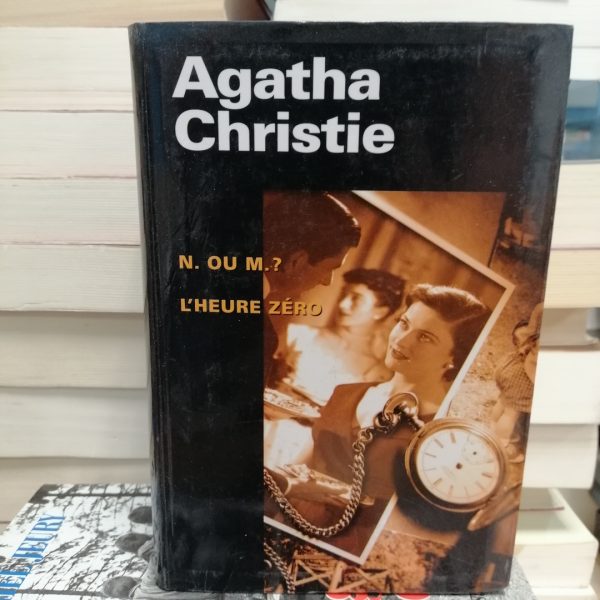 Agatha
Christie
N. OU M.?
L'HEURE ZÉRO